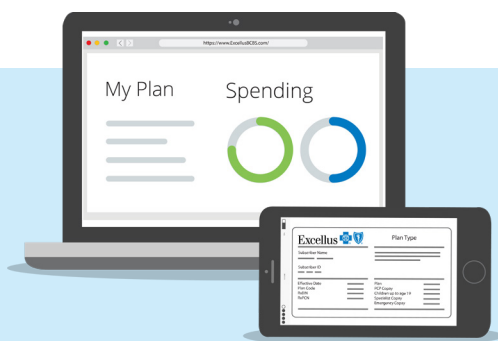 https://www.ExcellusBCBS.com/
My Plan
Spending
Excellus
Plan Type
Subscriber Name
Subscriber ID
Effective Date
Plan Code
RxBIN
RxPCN
Plan
PCP Copay
Children up to age 19
Specialist Copay
Emergency Copay